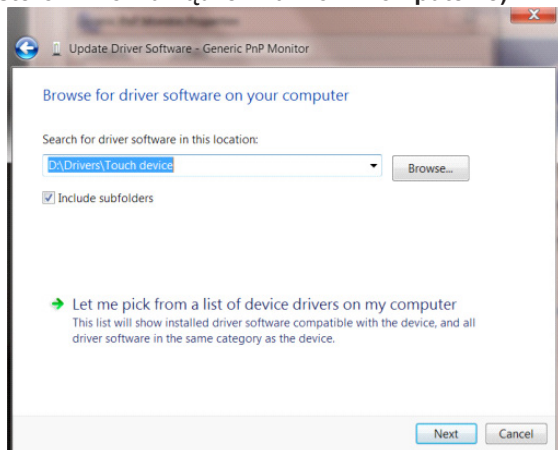 Update Driver Software - Generic PnP Monitor
Browse for driver software on your computer
Search for driver software in this location:
D:\Drivers\Touch device
Browse...
Include subfolders
Let me pick from a list of device drivers on my computer
This list will show installed driver software compatible with the device, and all
driver software in the same category as the device.
Next
Cancel